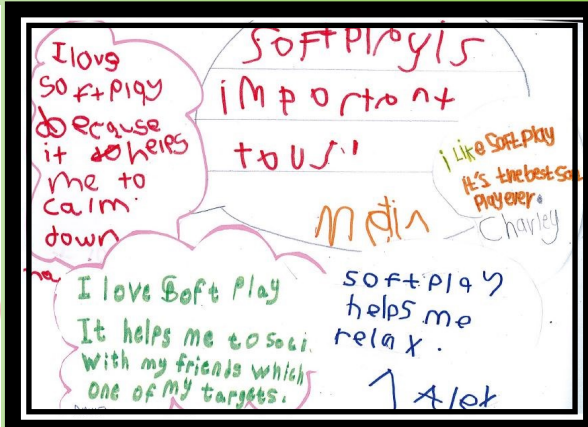 I love
soft play
because
it helps
me to
calm
down
Soft play is
important
to us!!
i Like Soft play
it's the best Soft
play ever.
Charley
I love Soft Play
It helps me to soci
with my friends which
one of my targets.
soft play
helps me
relax.
Alex